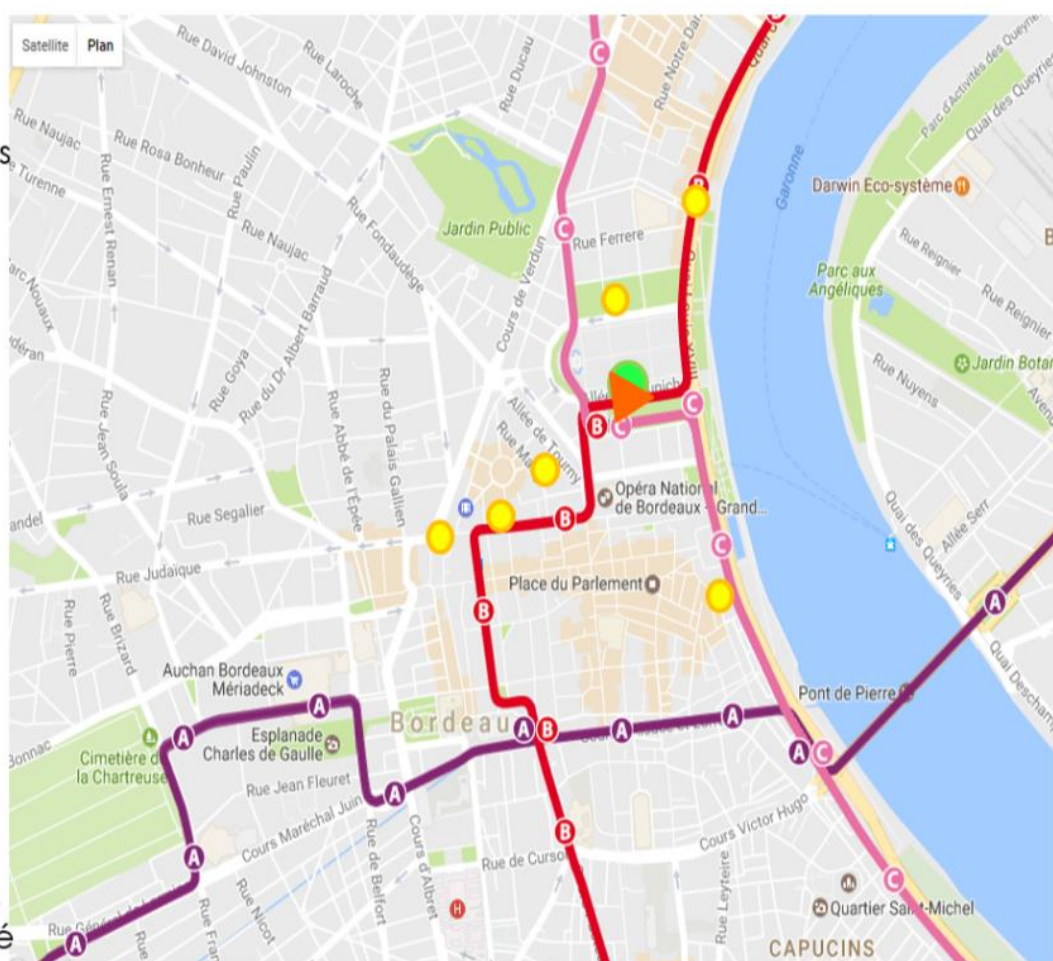 Satellite
Plan
Rue David Johnston
Rue Laroche
Rue Ducau
Rue Notre
C
B
Garonne
Parc d'Activités des Queyries
Quai des Queyries
Rue Naujac
Rue Rosa Bonheur
Rue Paulin
Turenne
Rue Ernest Renan
Rue Naujac
Rue Fondaudège
Jardin Public
Cours de Verdun
C
Rue Ferrere
Darwin Eco-système
Rue Reignier
Rue Reignier
Parc aux
Angéliques
Jardin
Rue Nuyens
Rue Jean Soula
Rue Goya
Rue du Dr Albert Barraud
Rue Abbé de l'Épée
Rue du Palais Gallien
Allée de Tourny
B
C
C
Opéra National
de Bordeaux - Grand...
Rue Segalier
B
Rue Judaïque
Place du Parlement
C
Quai des Queyries
Allée Serr
A
Rue Pierre
Rue Brizard
B
Auchan Bordeaux
Mériadeck
Pont de Pierre
Quai Descham
Bordeau
Esplanade
Charles de Gaulle
A
A
A
B
A
A
A
C
Cimetière
la Chartreuse
Rue Jean Fleuret
A
Cours Maréchal Juin
Rue de Belfort
Cours d'Albret
Cours Victor Hugo
B
Rue de Cursol
Rue Leyteire
A
C
Rue Nicot
H
Quartier Saint-Michel
A
CAPUCINS
é